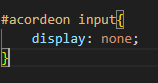 #acordeon input{
    display: none;
}